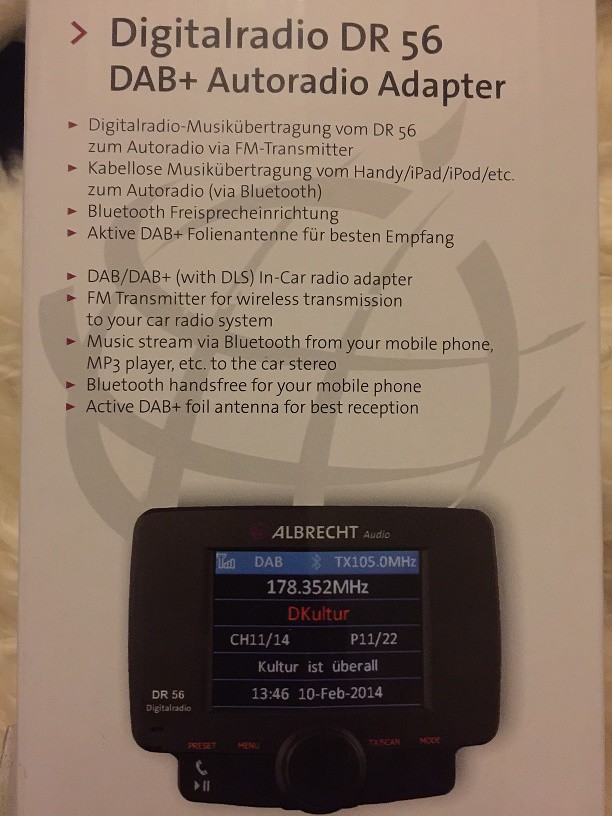 > Digitalradio DR 56
DAB+ Autoradio Adapter
► Digitalradio-Musikübertragung vom DR 56
zum Autoradio via FM-Transmitter
► Kabellose Musikübertragung vom Handy/iPad/iPod/etc.
zum Autoradio (via Bluetooth)
► Bluetooth Freisprecheinrichtung
► Aktive DAB+ Folienantenne für besten Empfang
► DAB/DAB+ (with DLS) In-Car radio adapter
► FM Transmitter for wireless transmission
to your car radio system
► Music stream via Bluetooth from your mobile phone,
MP3 player, etc. to the car stereo
► Bluetooth handsfree for your mobile phone
► Active DAB+ foil antenna for best reception
ALBRECHT Audio
DAB TX105.0MHz
178.352MHz
DKultur
CH11/14 P11/22
Kultur ist überall
13:46 10-Feb-2014
DR 56
Digitalradio
PRESET MENU TX/SCAN MODE